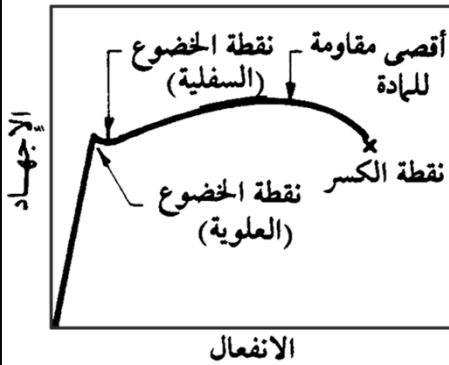 نقطة الخضوع
(السفلية)
أقصى مقاومة
للمادة
الإجهاد
نقطة الخضوع
(العلوية)
نقطة الكسر
الانفعال